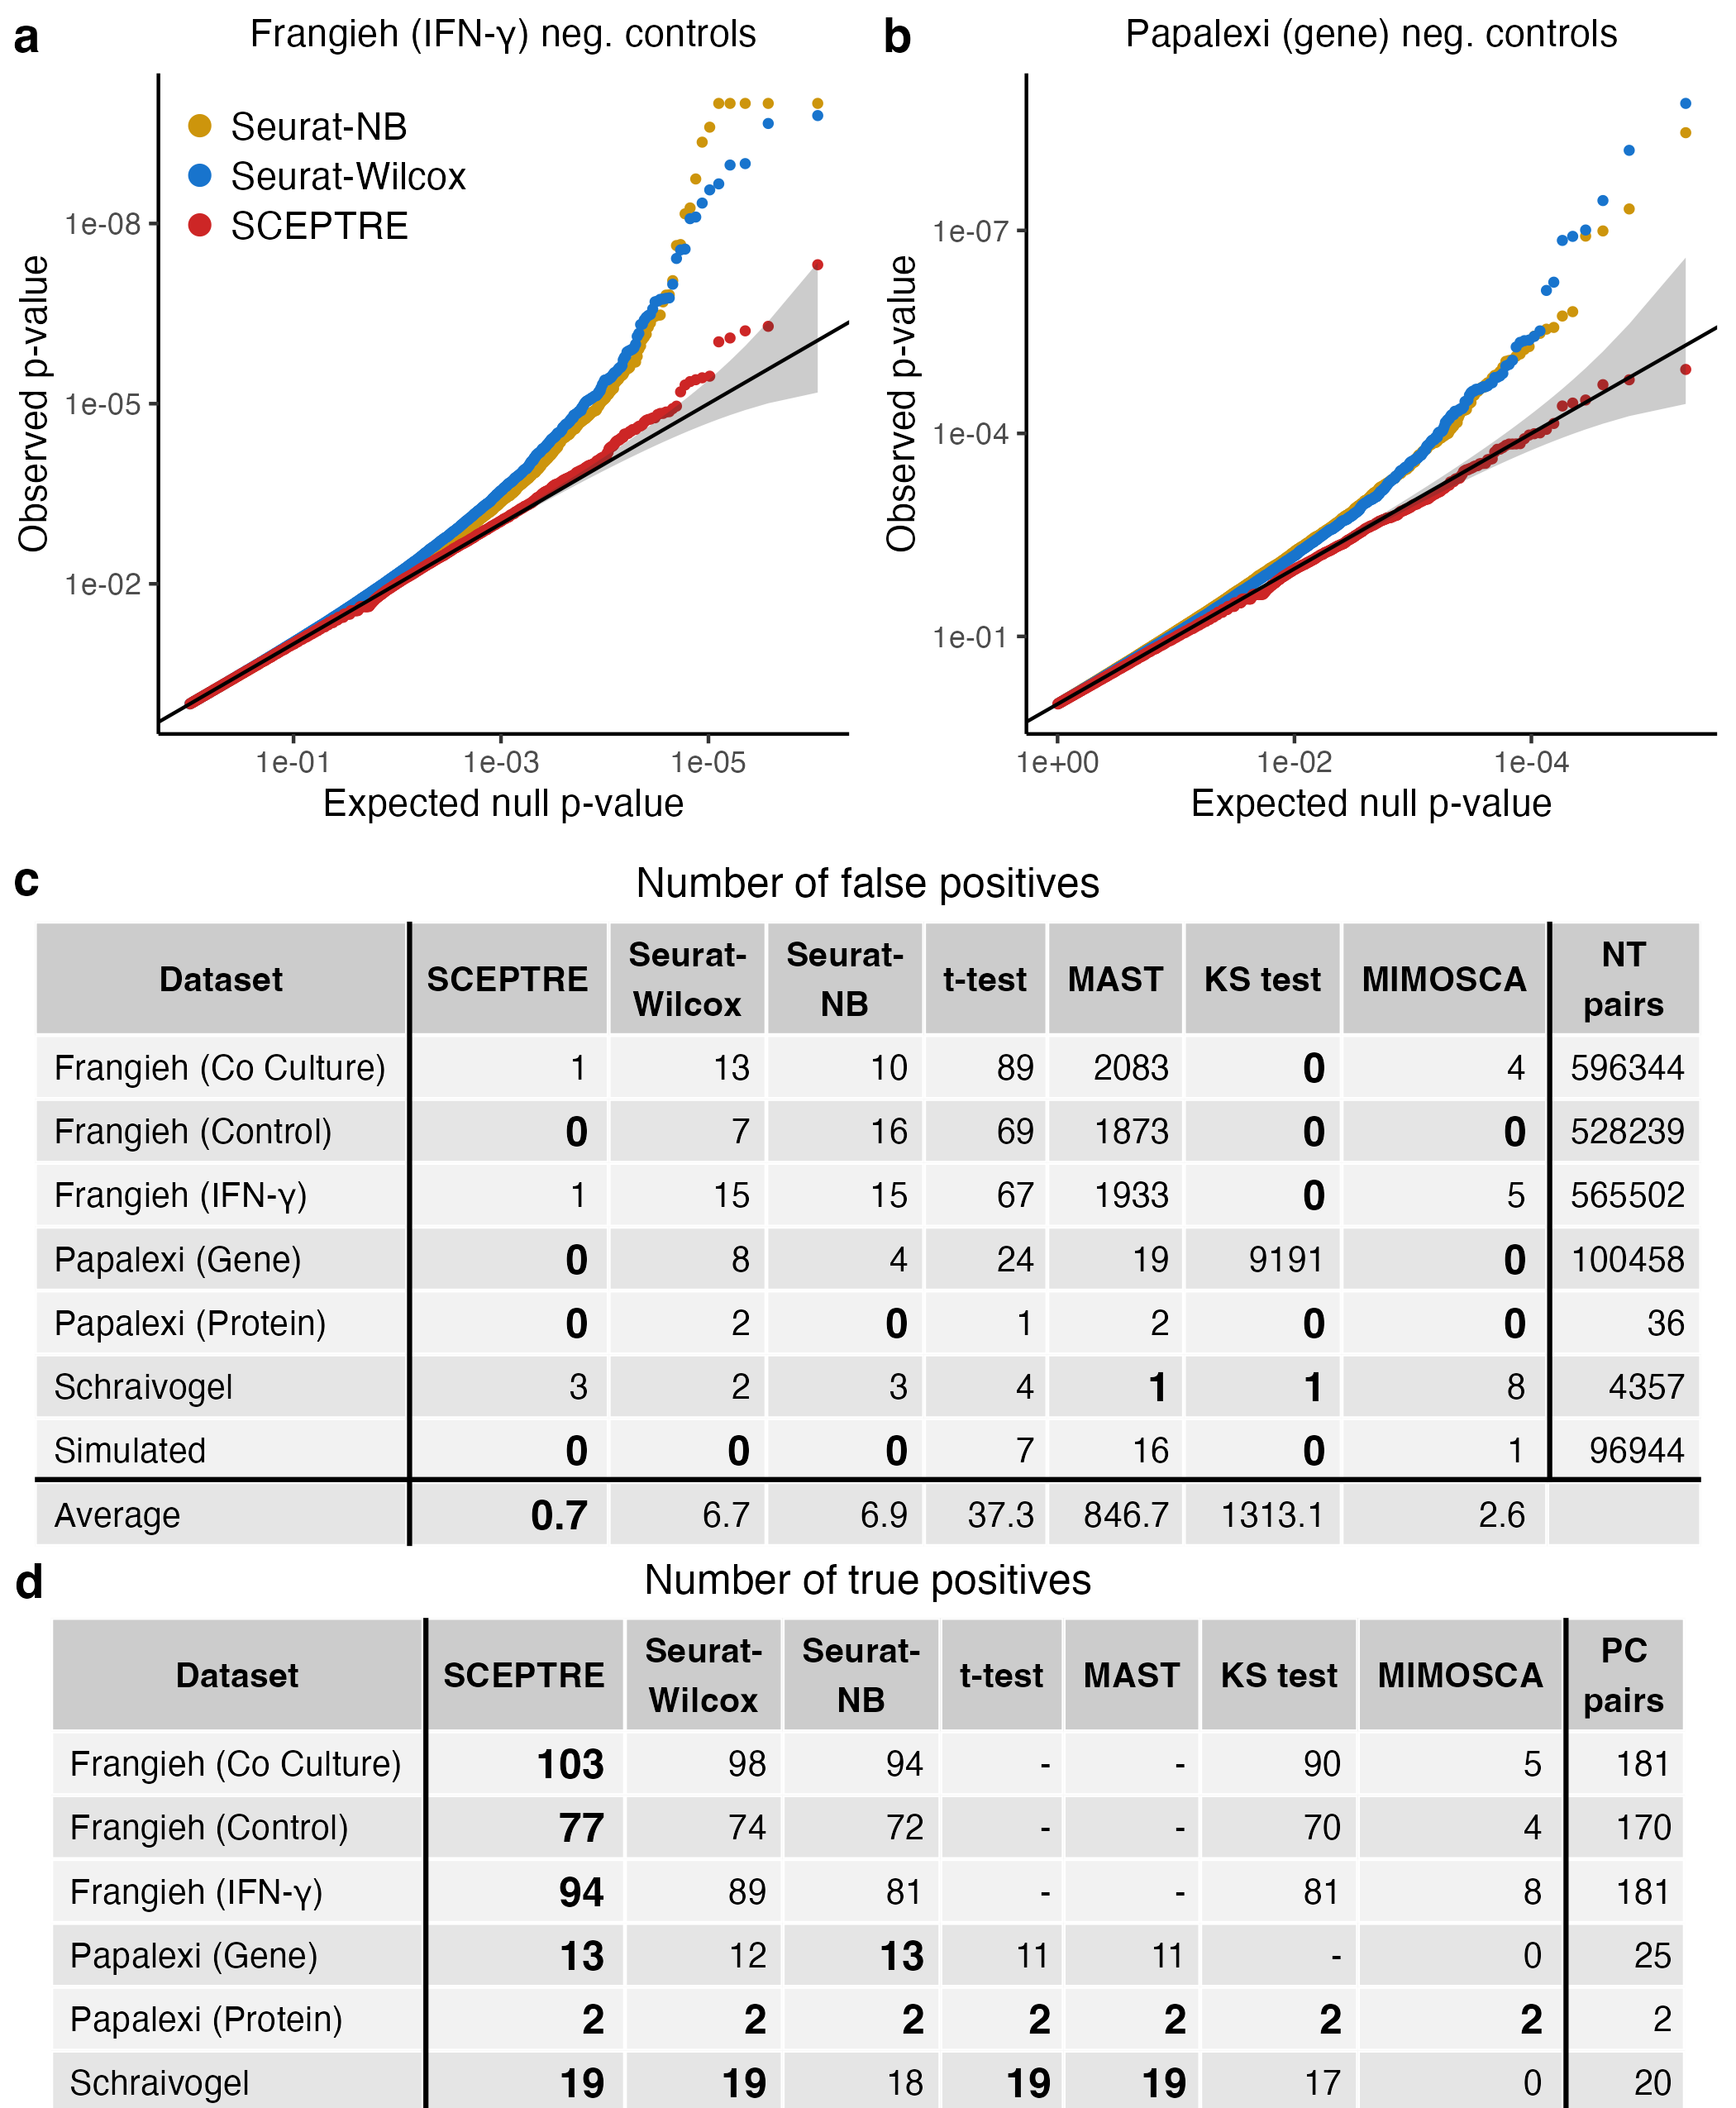 a
Frangieh (IFN-γ) neg. controls
Seurat-NB
Seurat-Wilcox
SCEPTRE
1e-08
1e-05
1e-02
Observed p-value
1e-01 1e-03 1e-05
Expected null p-value
b
Papalexi (gene) neg. controls
1e-07
1e-04
1e-01
Observed p-value
1e+00 1e-02 1e-04
Expected null p-value
c
Number of false positives
Dataset SCEPTRE Seurat-Wilcox Seurat-NB t-test MAST KS test MIMOSCA NT pairs
Frangieh (Co Culture) 1 13 10 89 2083 0 4 596344
Frangieh (Control) 0 7 16 69 1873 0 0 528239
Frangieh (IFN-γ) 1 15 15 67 1933 0 5 565502
Papalexi (Gene) 0 8 4 24 19 9191 0 100458
Papalexi (Protein) 0 2 0 1 2 0 0 36
Schraivogel 3 2 3 4 1 1 8 4357
Simulated 0 0 0 7 16 0 1 96944
Average 0.7 6.7 6.9 37.3 846.7 1313.1 2.6
d
Number of true positives
Dataset SCEPTRE Seurat-Wilcox Seurat-NB t-test MAST KS test MIMOSCA PC pairs
Frangieh (Co Culture) 103 98 94 - - 90 5 181
Frangieh (Control) 77 74 72 - - 70 4 170
Frangieh (IFN-γ) 94 89 81 - - 81 8 181
Papalexi (Gene) 13 12 13 11 11 - 0 25
Papalexi (Protein) 2 2 2 2 2 2 2 2
Schraivogel 19 19 18 19 19 17 0 20